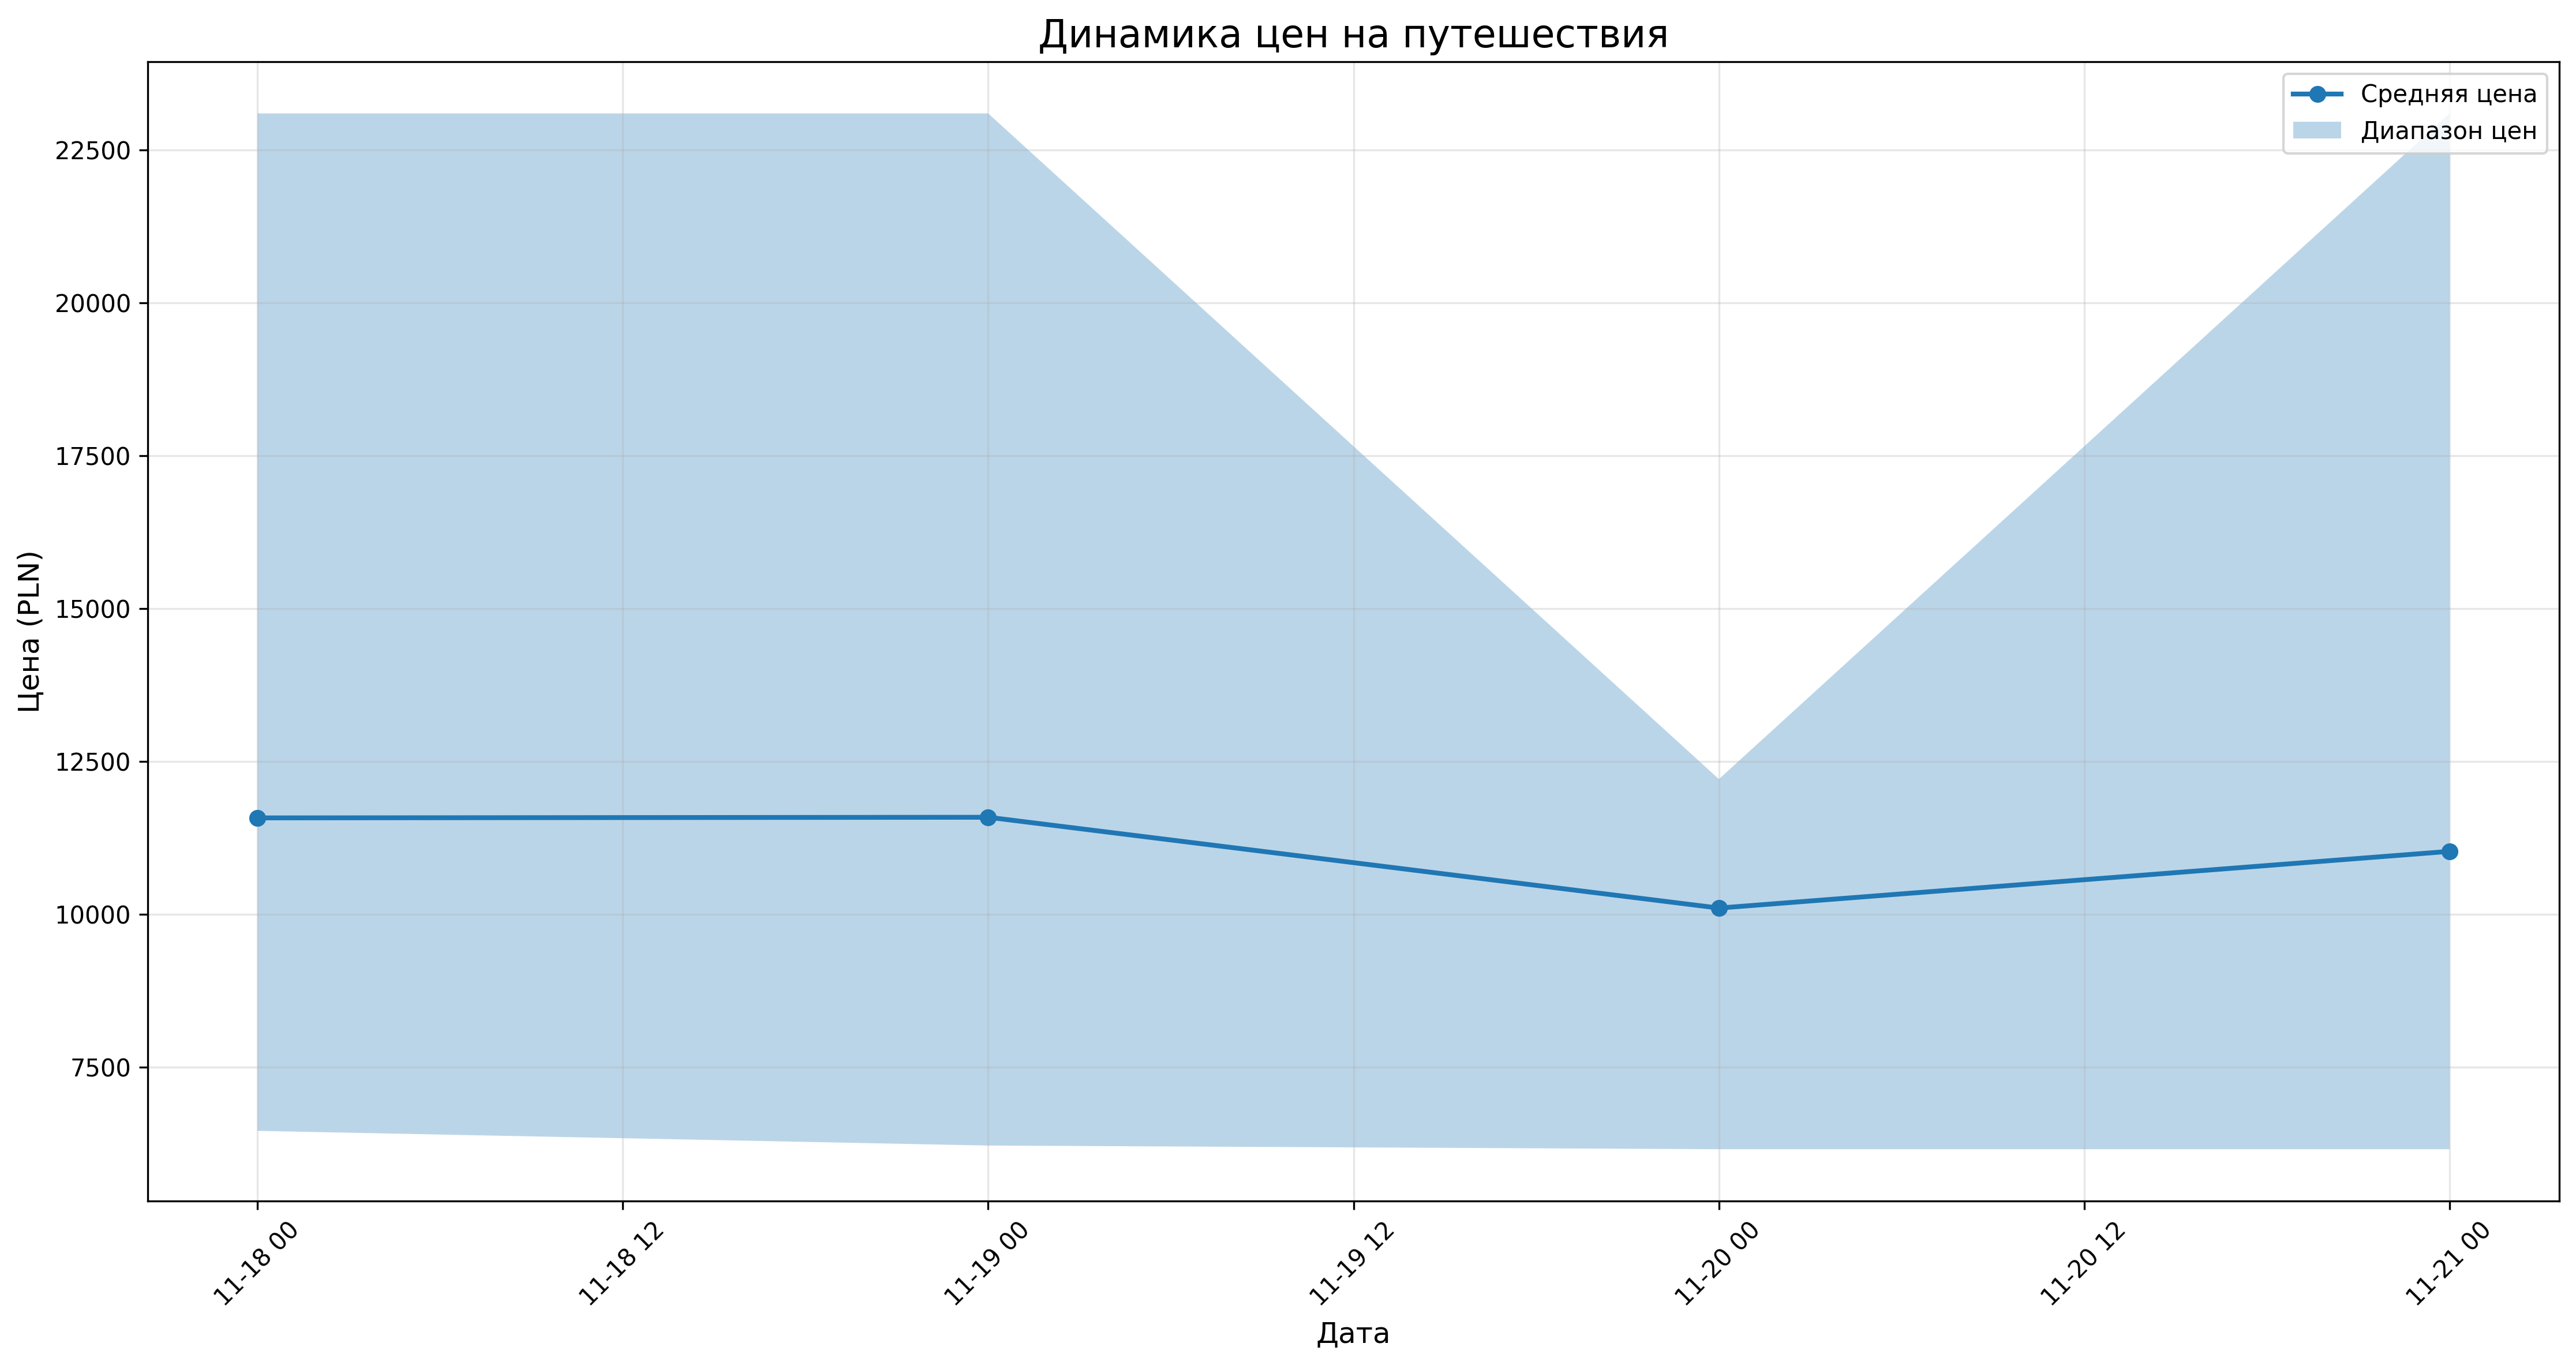 Динамика цен на путешествия
Средняя цена
Диапазон цен
Цена (PLN)
22500
20000
17500
15000
12500
10000
7500
11-18 00
11-18 12
11-19 00
11-19 12
11-20 00
11-20 12
11-21 00
Дата